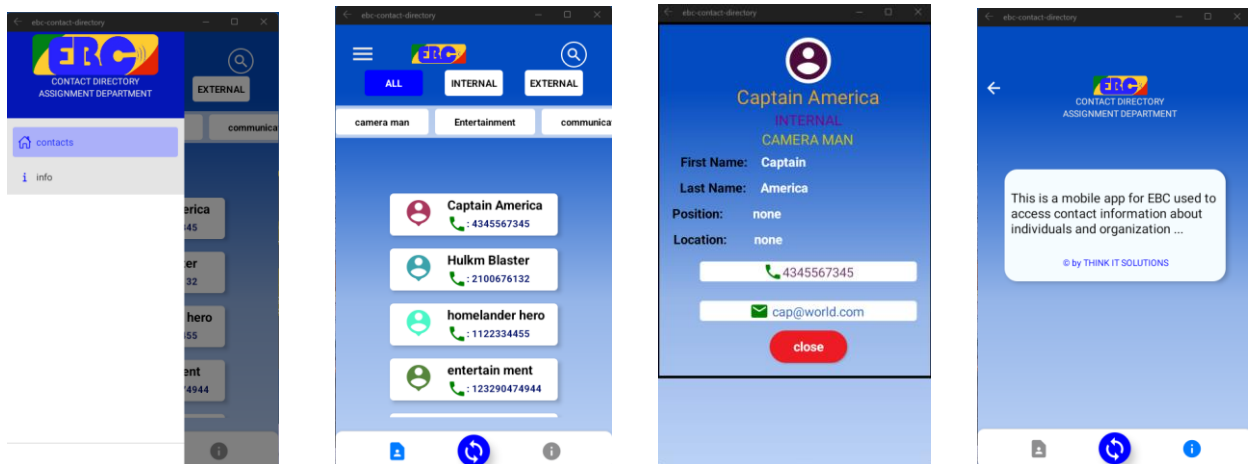 ebc-contact-directory
EBC
CONTACT DIRECTORY
ASSIGNMENT DEPARTMENT
EXTERNAL
communica
contacts
info
erica
345
ter
32
hero
455
ent
74944
ebc-contact-directory
EBC
ALL
INTERNAL
EXTERNAL
camera man
Entertainment
communica
Captain America
: 4345567345
Hulkm Blaster
: 2100676132
homelander hero
: 1122334455
entertain ment
: 123290474944
ebc-contact-directory
Captain America
INTERNAL
CAMERA MAN
First Name: Captain
Last Name: America
Position: none
Location: none
4345567345
cap@world.com
close
ebc-contact-directory
EBC
CONTACT DIRECTORY
ASSIGNMENT DEPARTMENT
This is a mobile app for EBC used to
access contact information about
individuals and organization ...
© by THINK IT SOLUTIONS